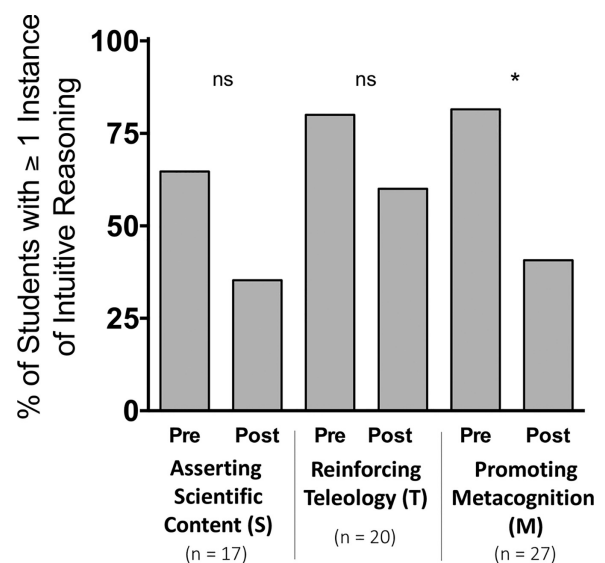 % of Students with ≥ 1 Instance
of Intuitive Reasoning
100
75
50
25
0
ns
ns
*
Pre
Post
Pre
Post
Pre
Post
Asserting
Scientific
Content (S)
(n = 17)
Reinforcing
Teleology (T)
(n = 20)
Promoting
Metacognition
(M)
(n = 27)